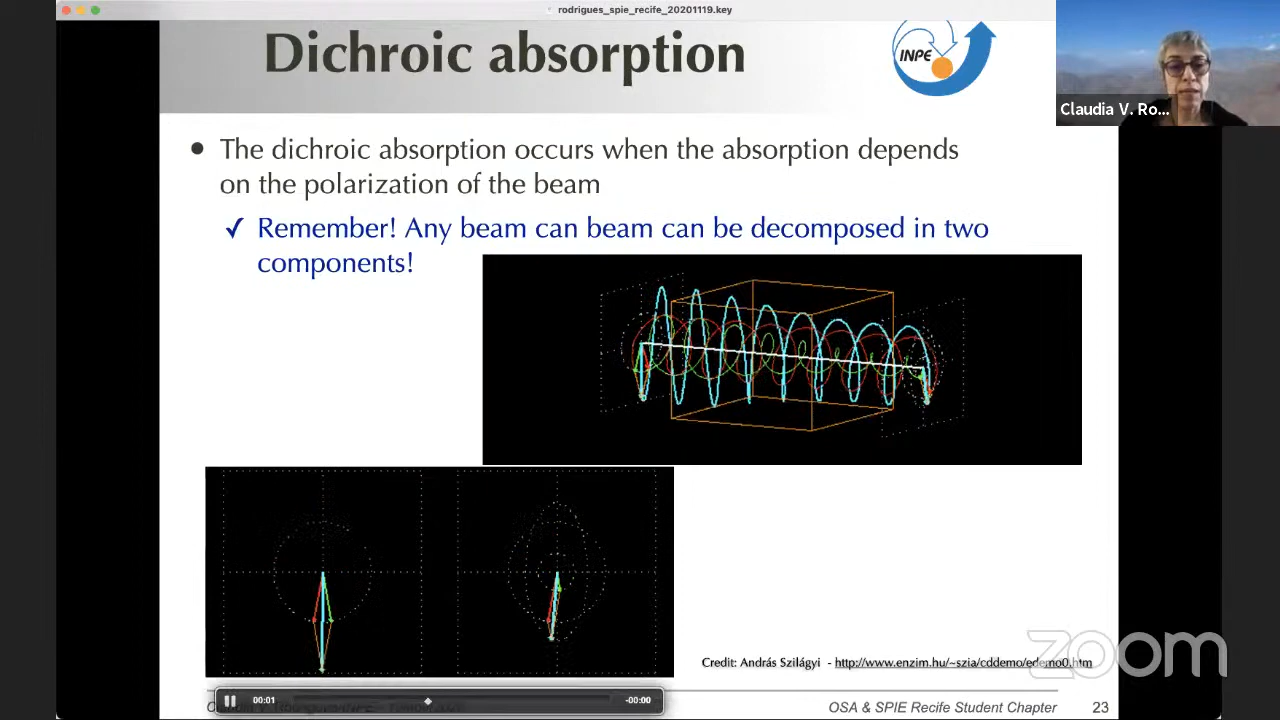 rodrigues_spie_recife_20201119.key
Dichroic absorption
INPE
Claudia V. Ro...
• The dichroic absorption occurs when the absorption depends
on the polarization of the beam
✓ Remember! Any beam can beam can be decomposed in two
components!
Credit: András Szilágyi - http://www.enzim.hu/~szia/cddemo/edemo0.htm
zoom
00:01
-00:00
OSA & SPIE Recife Student Chapter
23